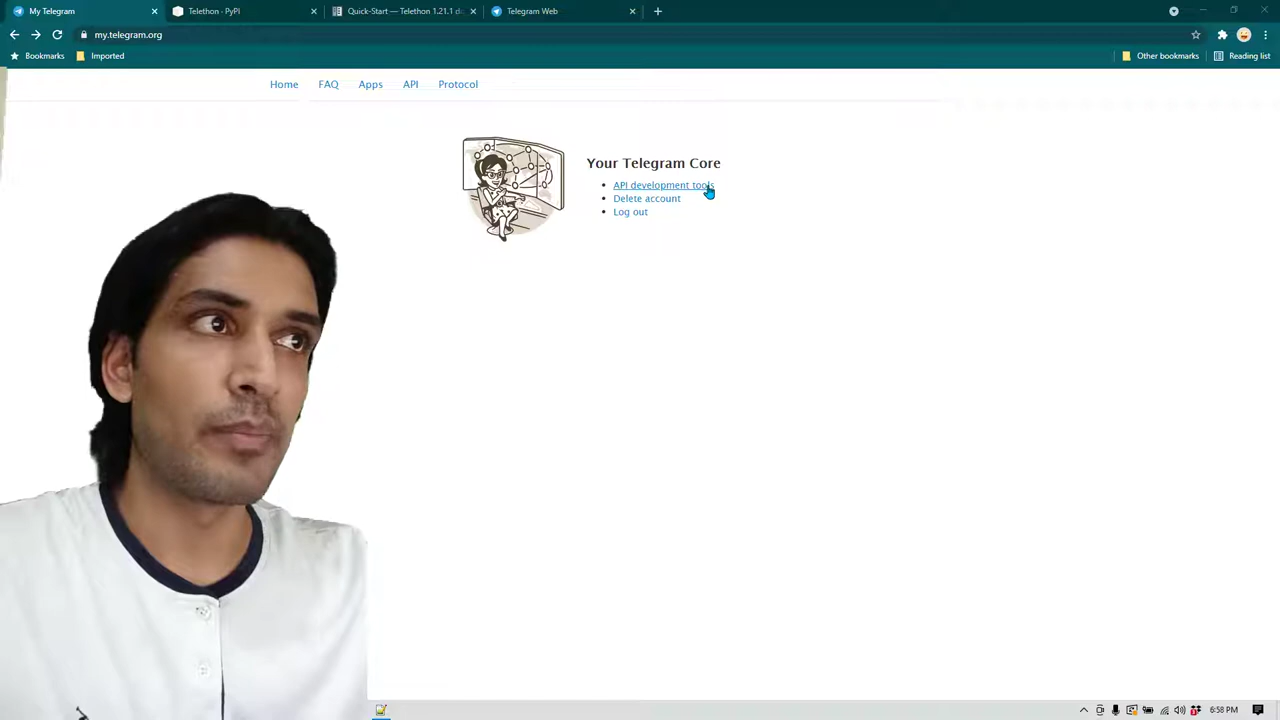 My Telegram
Telethon · PyPI
Quick-Start — Telethon 1.21.1 d
Telegram Web
my.telegram.org
Bookmarks
Imported
Other bookmarks
Reading list
Home FAQ Apps API Protocol
Your Telegram Core
API development tools
Delete account
Log out
6:58 PM